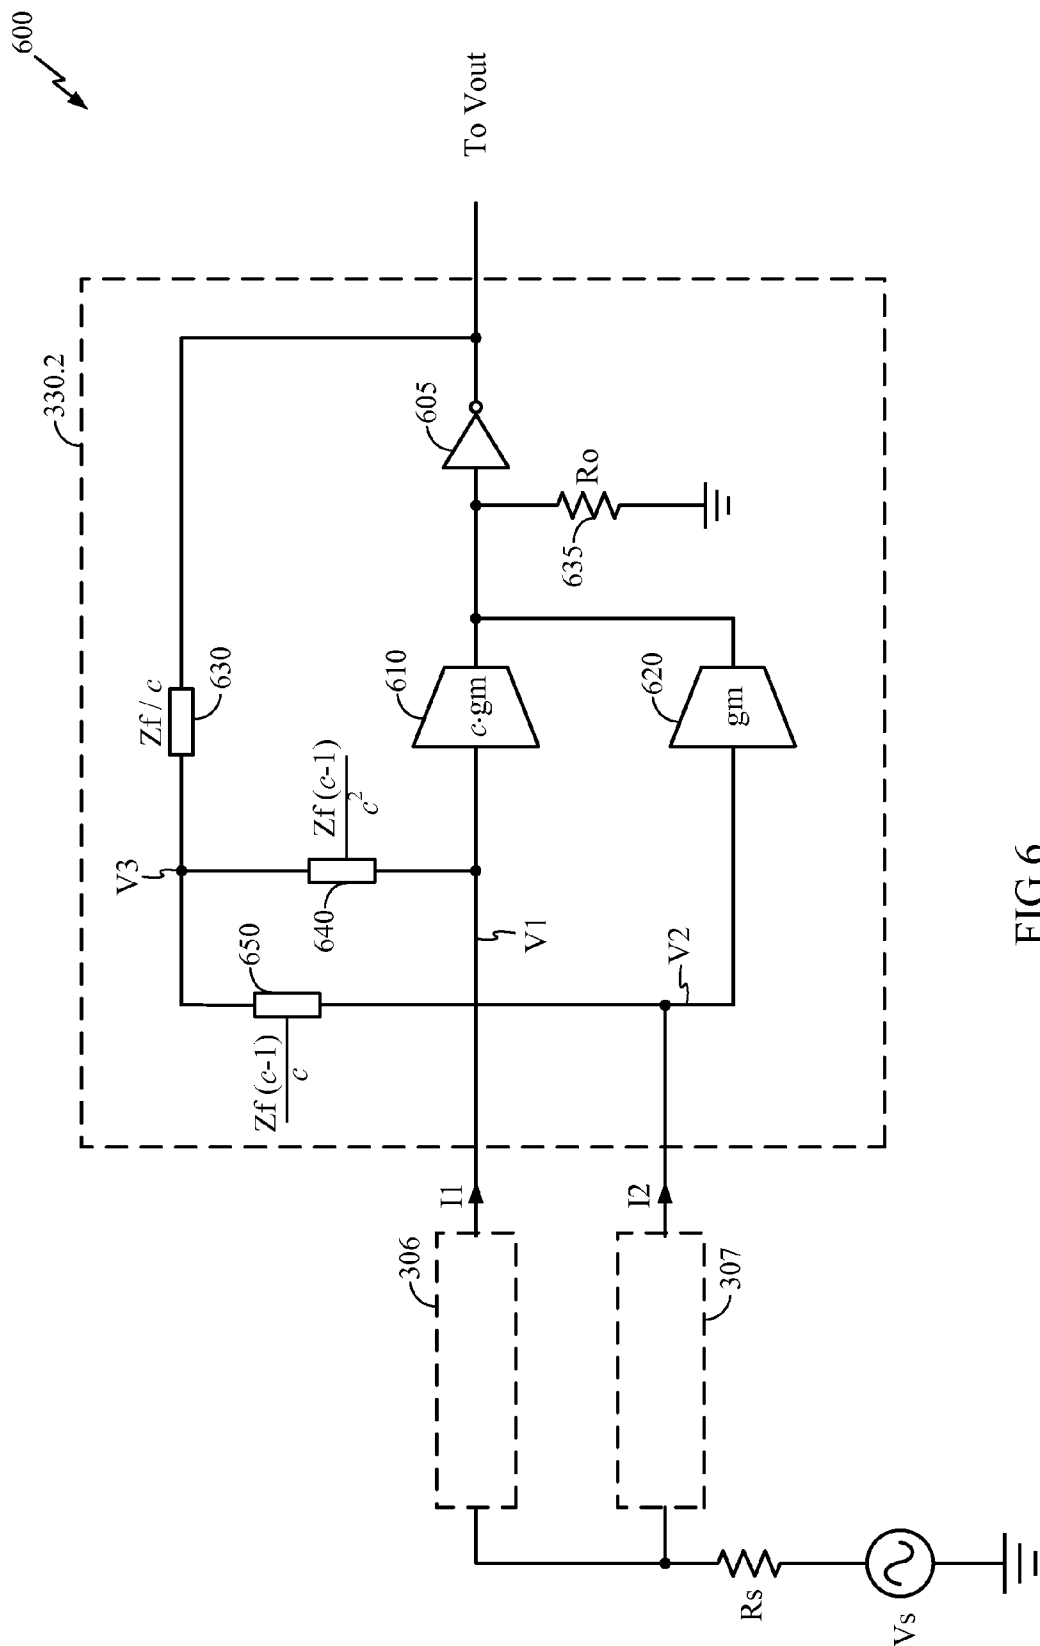 600
330.2
To Vout
Zf / c
630
V3
Zf (c-1)
c²
640
650
Zf (c-1)
c
610
c·gm
605
Ro
635
V1
V2
620
gm
I1
I2
306
307
Rs
Vs
FIG 6